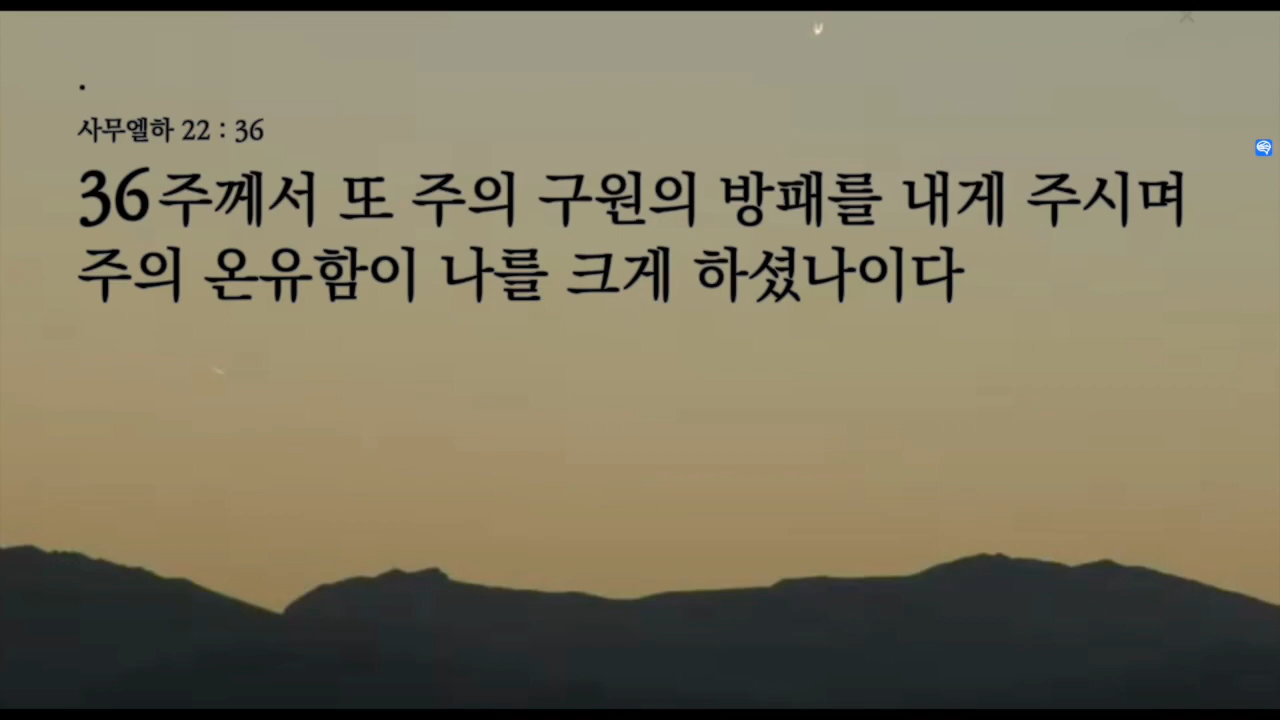 .
사무엘하 22 : 36
36주께서 또 주의 구원의 방패를 내게 주시며
주의 온유함이 나를 크게 하셨나이다